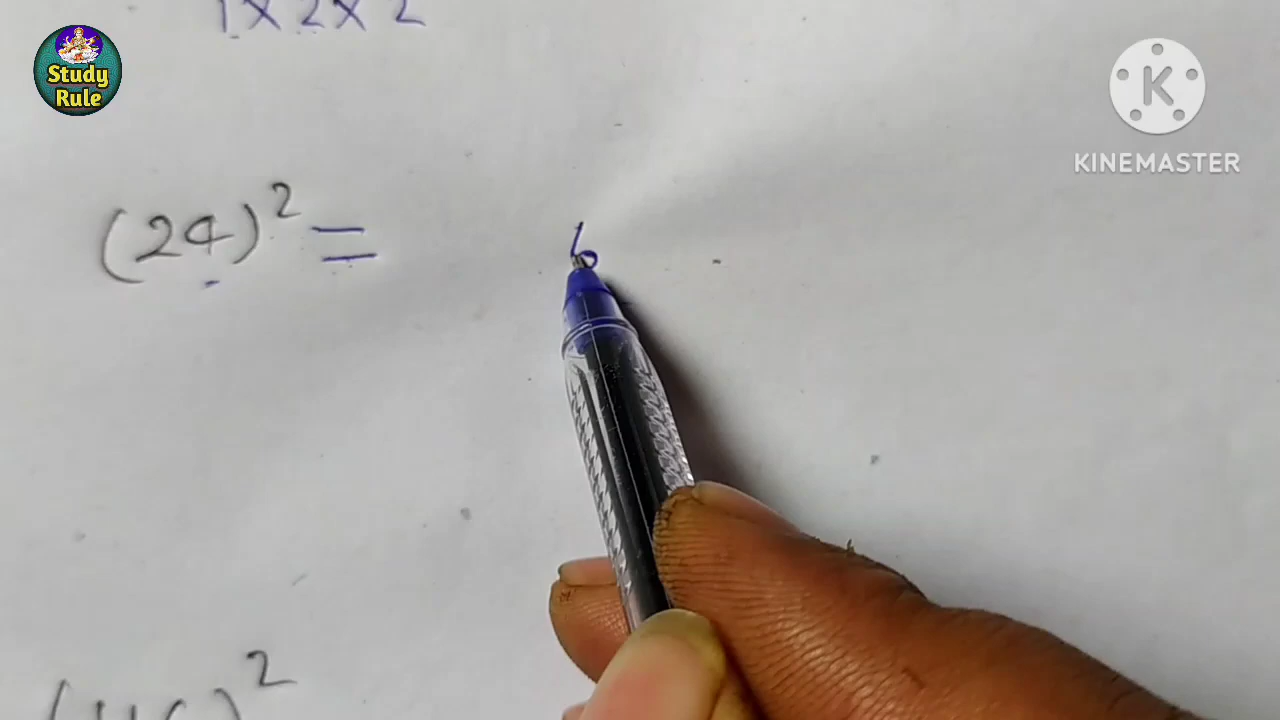 1×2×2
Study
Rule
K
KINEMASTER
(24)² = 6